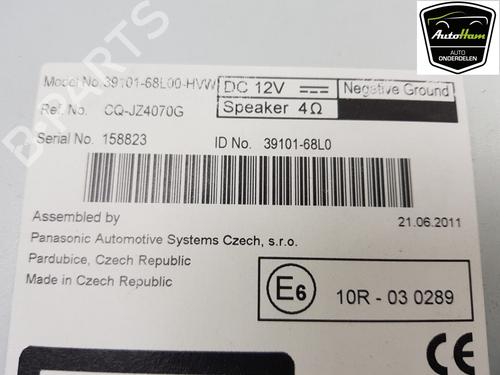 AutoHam
AUTO
ONDERDELEN
Model No. 39101-68L00-HVW
DC 12V
Negative Ground
Ref. No. CQ-JZ4070G
Speaker 4Ω
Serial No. 158823
ID No. 39101-68L0
Assembled by
21.06.2011
Panasonic Automotive Systems Czech, s.r.o.
Pardubice, Czech Republic
Made in Czech Republic
E6
10R - 03 0289
CE